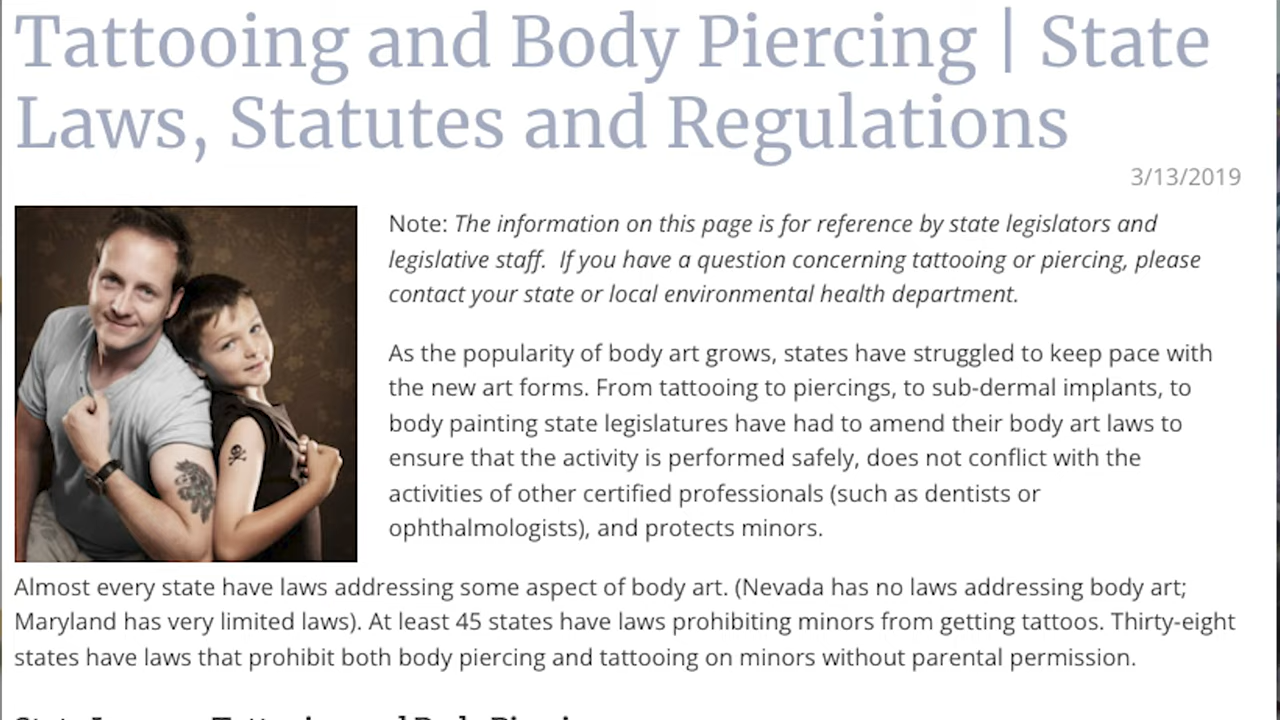 Tattooing and Body Piercing | State
Laws, Statutes and Regulations
3/13/2019
Note: The information on this page is for reference by state legislators and
legislative staff.  If you have a question concerning tattooing or piercing, please
contact your state or local environmental health department.
As the popularity of body art grows, states have struggled to keep pace with
the new art forms. From tattooing to piercings, to sub-dermal implants, to
body painting state legislatures have had to amend their body art laws to
ensure that the activity is performed safely, does not conflict with the
activities of other certified professionals (such as dentists or
ophthalmologists), and protects minors.
Almost every state have laws addressing some aspect of body art. (Nevada has no laws addressing body art;
Maryland has very limited laws). At least 45 states have laws prohibiting minors from getting tattoos. Thirty-eight
states have laws that prohibit both body piercing and tattooing on minors without parental permission.